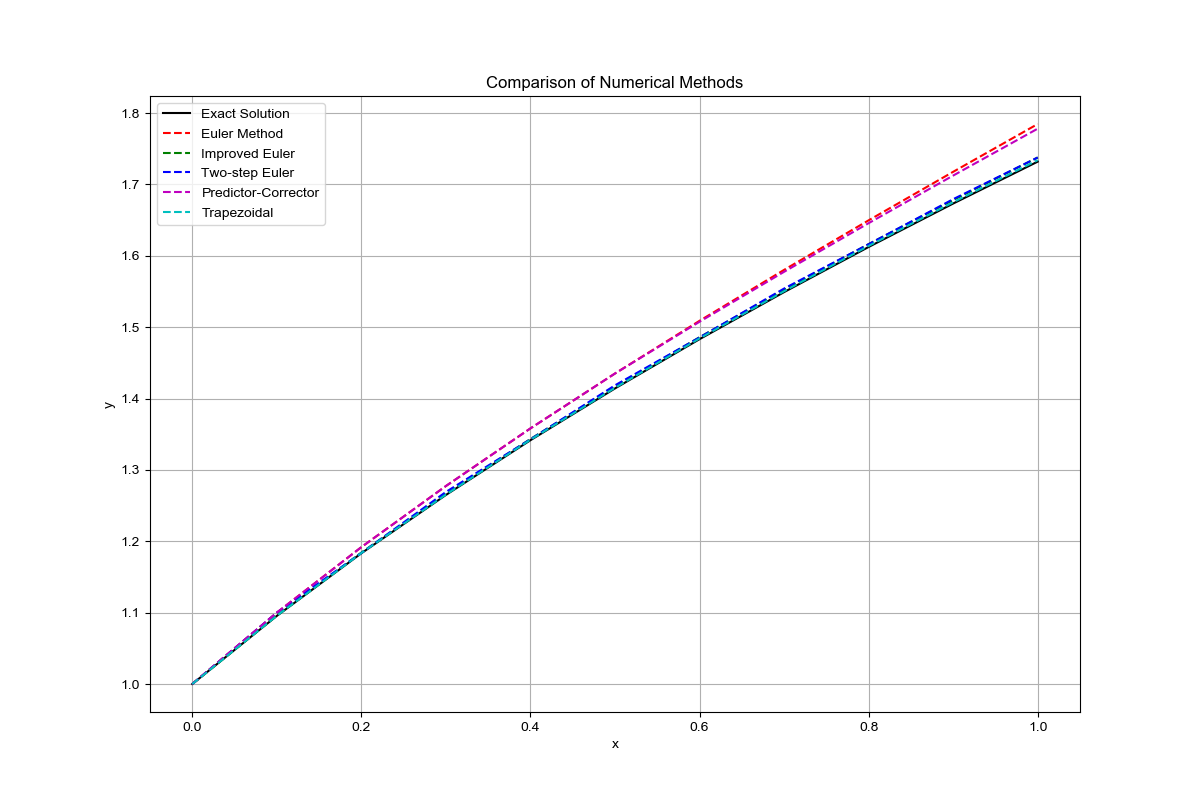 Comparison of Numerical Methods
Exact Solution
Euler Method
Improved Euler
Two-step Euler
Predictor-Corrector
Trapezoidal
1.8
1.7
1.6
1.5
1.4
1.3
1.2
1.1
1.0
y
0.0 0.2 0.4 0.6 0.8 1.0
x